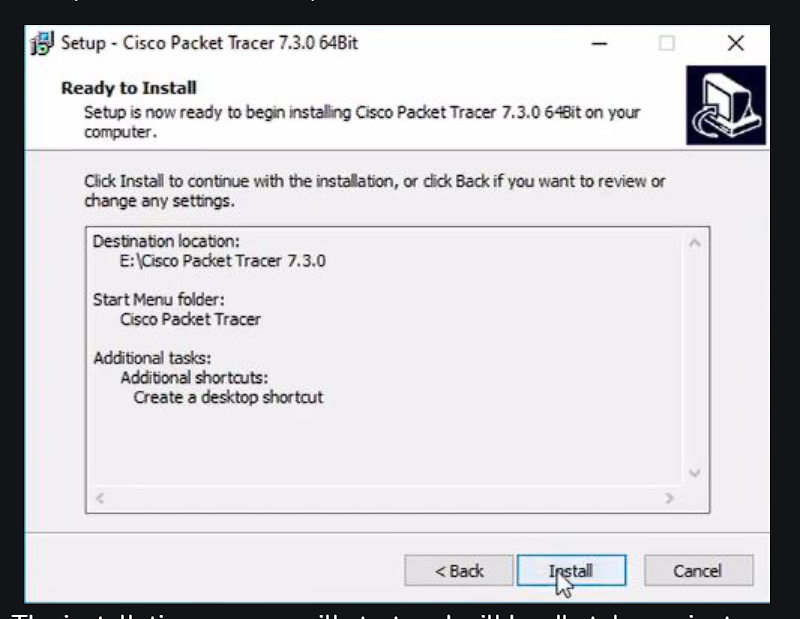 Setup - Cisco Packet Tracer 7.3.0 64Bit
Ready to Install
Setup is now ready to begin installing Cisco Packet Tracer 7.3.0 64Bit on your
computer.
Click Install to continue with the installation, or click Back if you want to review or
change any settings.
Destination location:
E:\Cisco Packet Tracer 7.3.0
Start Menu folder:
Cisco Packet Tracer
Additional tasks:
Additional shortcuts:
Create a desktop shortcut
< Back
Install
Cancel